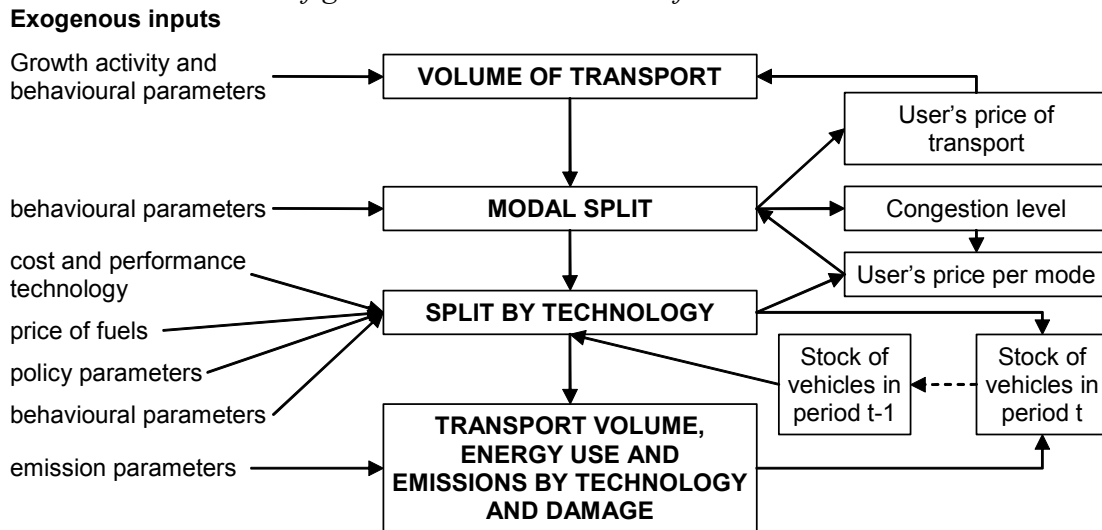 Exogenous inputs
Growth activity and
behavioural parameters
VOLUME OF TRANSPORT
User's price of
transport
behavioural parameters
MODAL SPLIT
Congestion level
cost and performance
technology
User's price per mode
price of fuels
SPLIT BY TECHNOLOGY
policy parameters
behavioural parameters
Stock of
vehicles in
period t-1
Stock of
vehicles in
period t
emission parameters
TRANSPORT VOLUME,
ENERGY USE AND
EMISSIONS BY TECHNOLOGY
AND DAMAGE